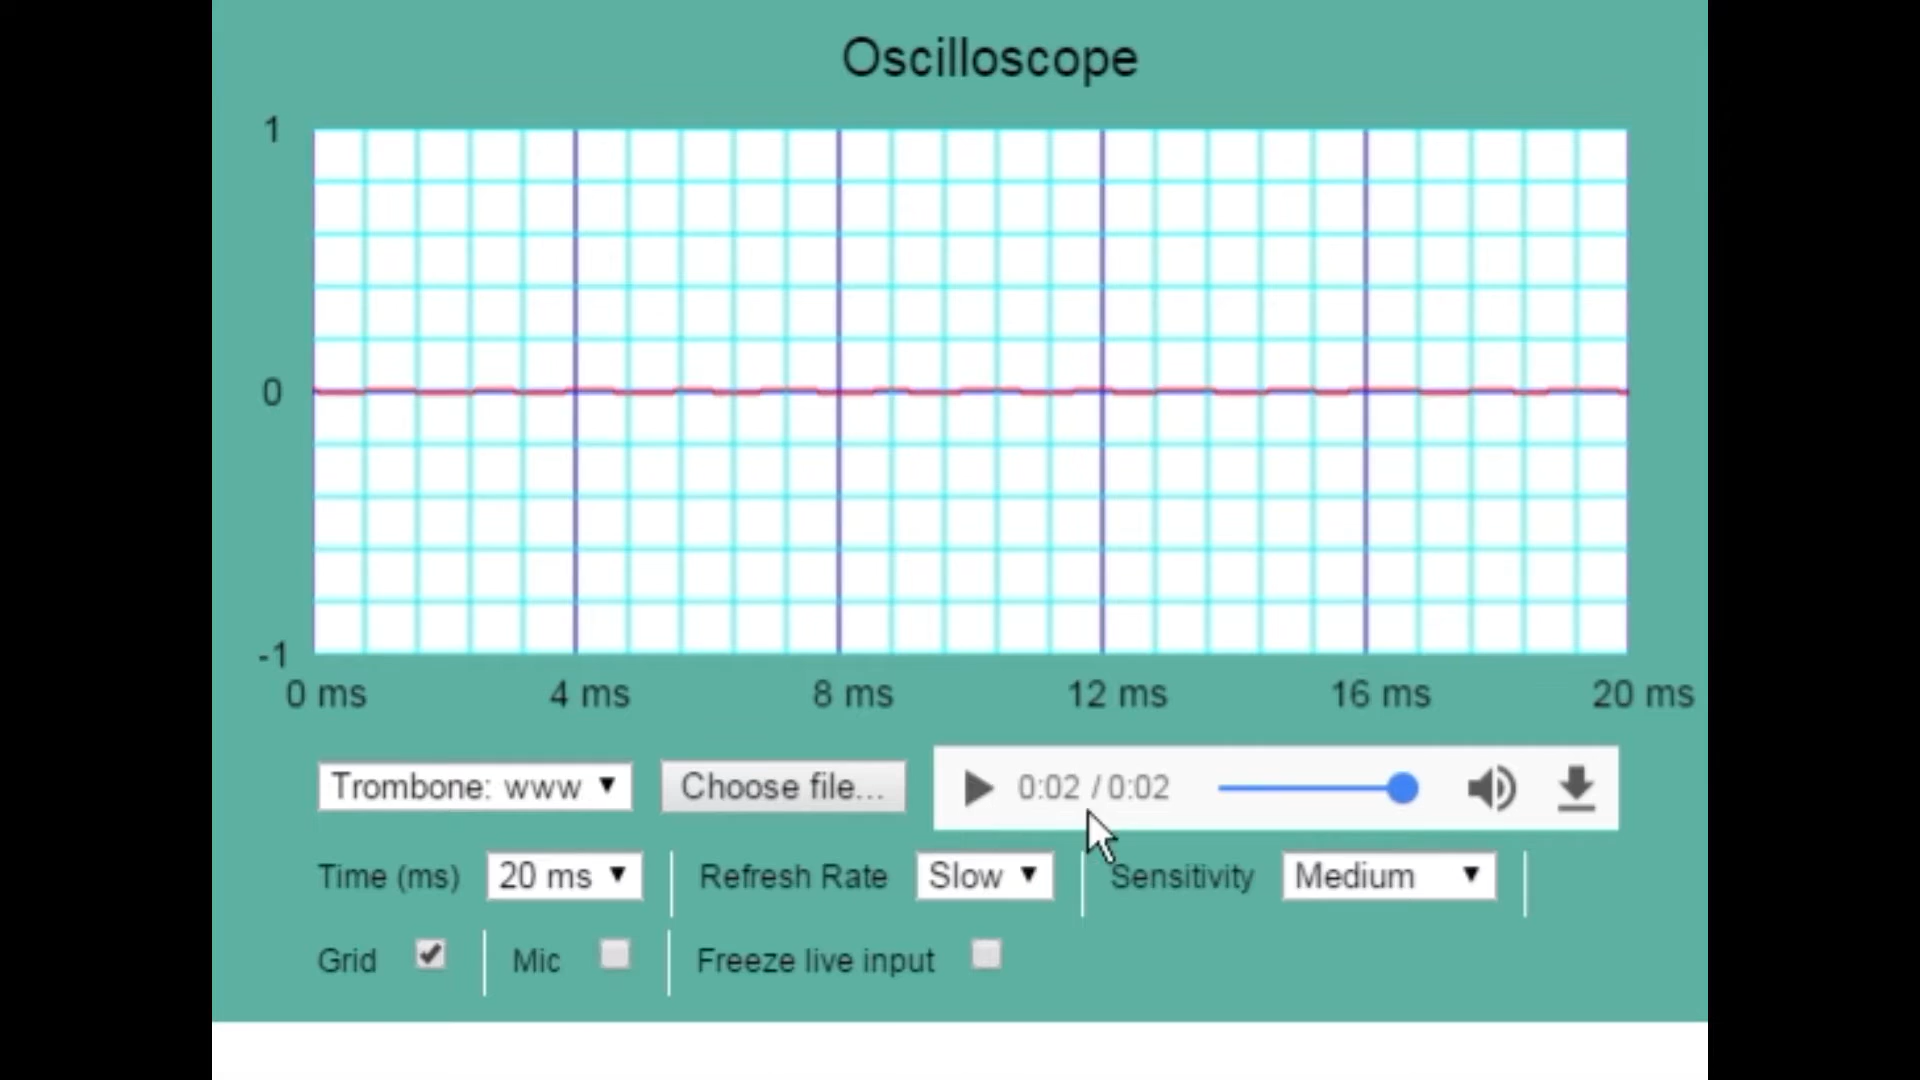 Oscilloscope
1
0
-1
0 ms 4 ms 8 ms 12 ms 16 ms 20 ms
Trombone: www Choose file... 0:02 / 0:02
Time (ms) 20 ms Refresh Rate Slow Sensitivity Medium
Grid Mic Freeze live input